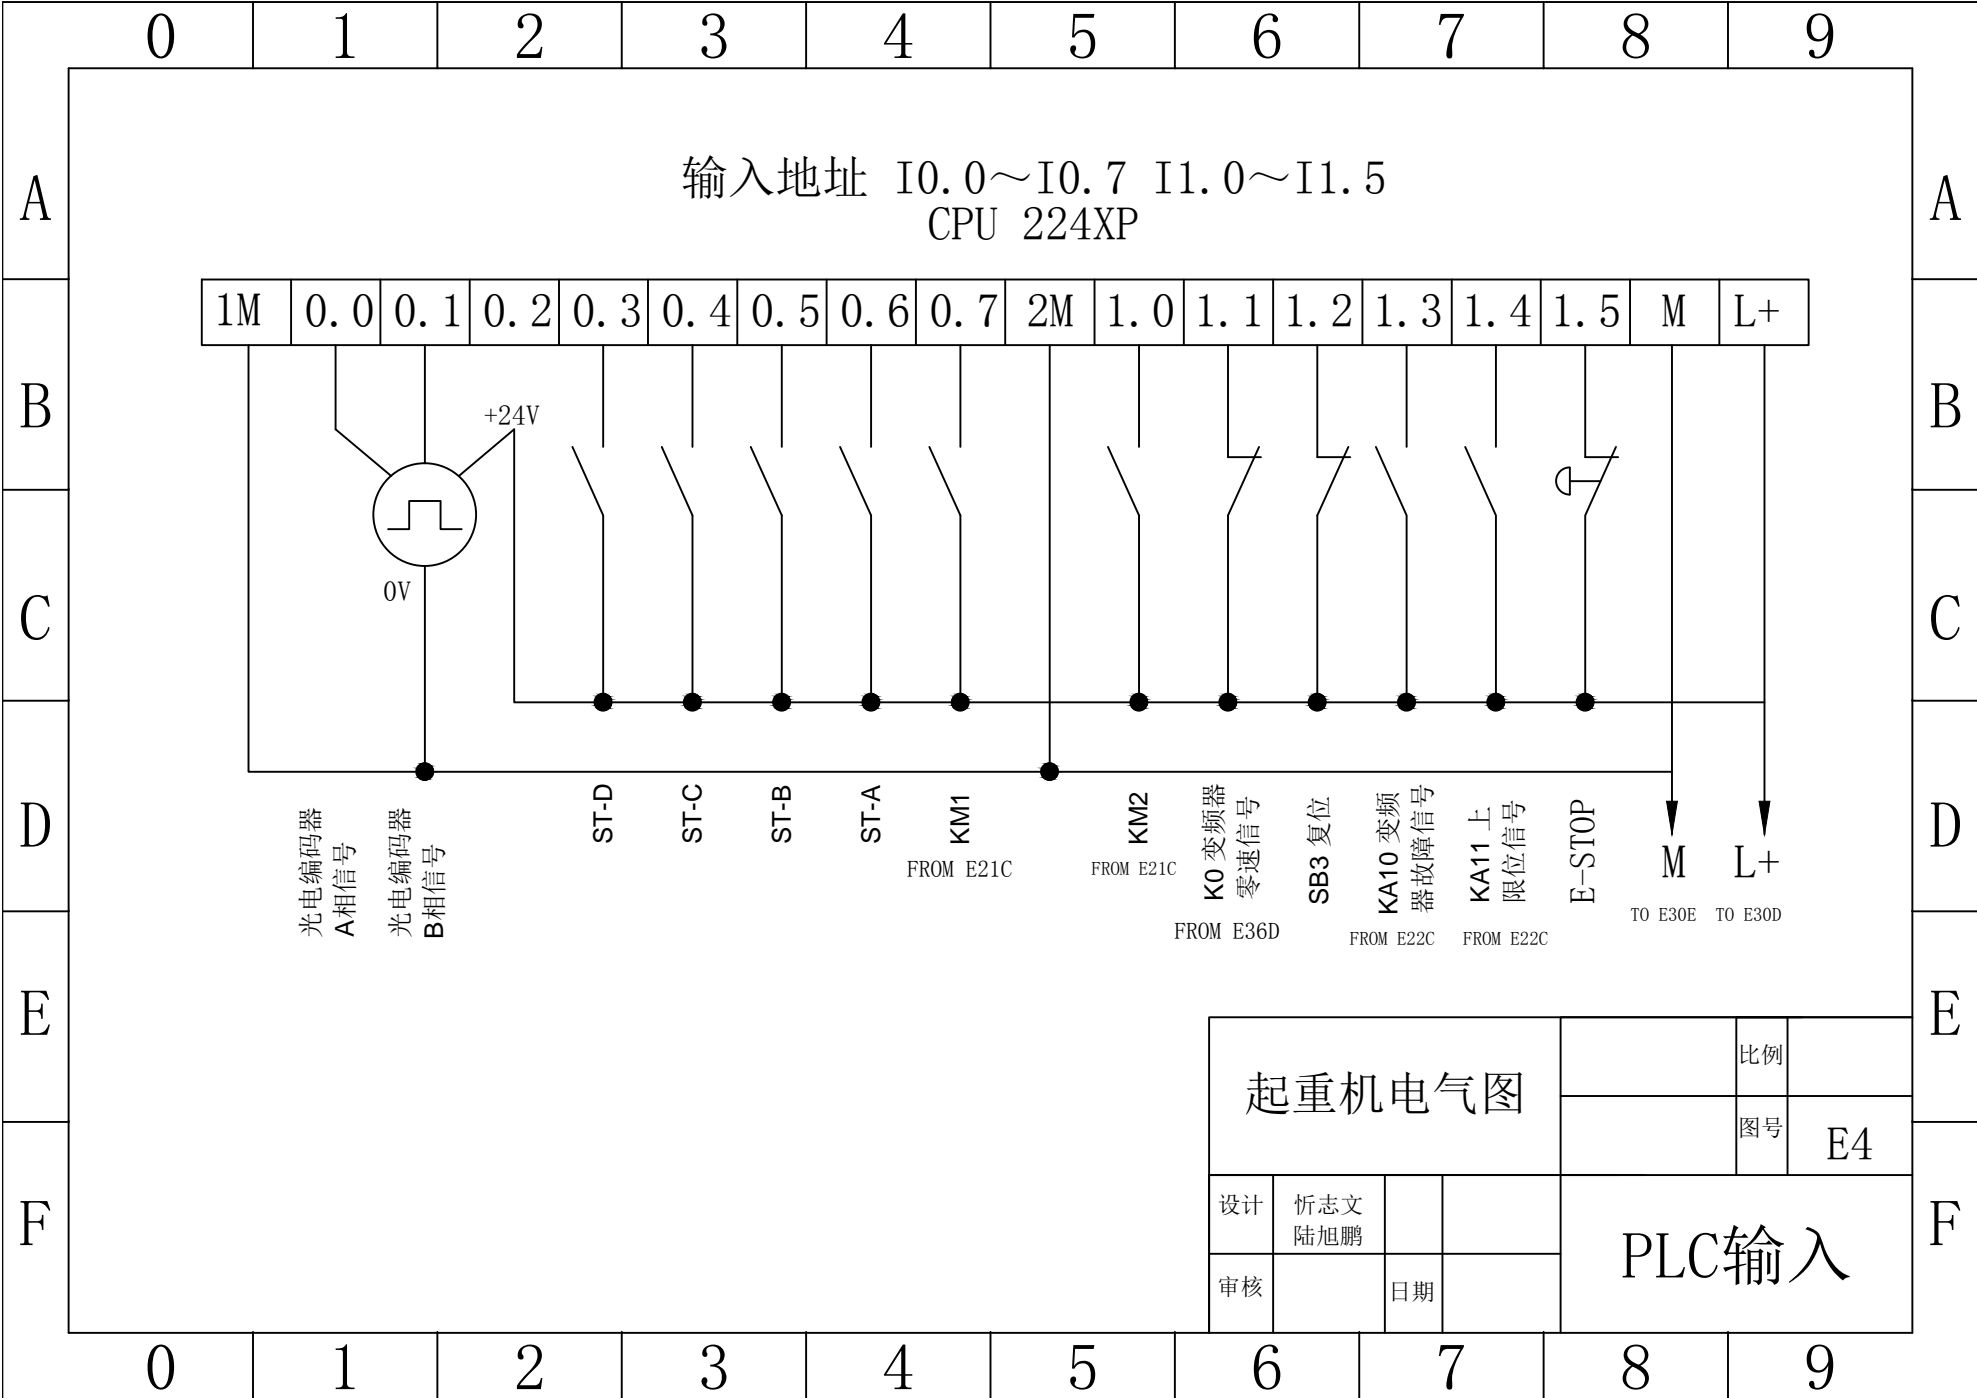 0 1 2 3 4 5 6 7 8 9
A
A
输入地址 I0.0～I0.7 I1.0～I1.5
CPU 224XP
1M 0.0 0.1 0.2 0.3 0.4 0.5 0.6 0.7 2M 1.0 1.1 1.2 1.3 1.4 1.5 M L+
B
B
+24V
0V
C
C
D
D
光电编码器
A相信号
光电编码器
B相信号
ST-D
ST-C
ST-B
ST-A
KM1
FROM E21C
KM2
FROM E21C
K0 变频器
零速信号
FROM E36D
SB3 复位
KA10 变频
器故障信号
FROM E22C
KA11 上
限位信号
FROM E22C
E-STOP
M
TO E30E
L+
TO E30D
E
E
起重机电气图
比例
图号
E4
F
F
设计
忻志文
陆旭鹏
审核
日期
PLC输入
0 1 2 3 4 5 6 7 8 9